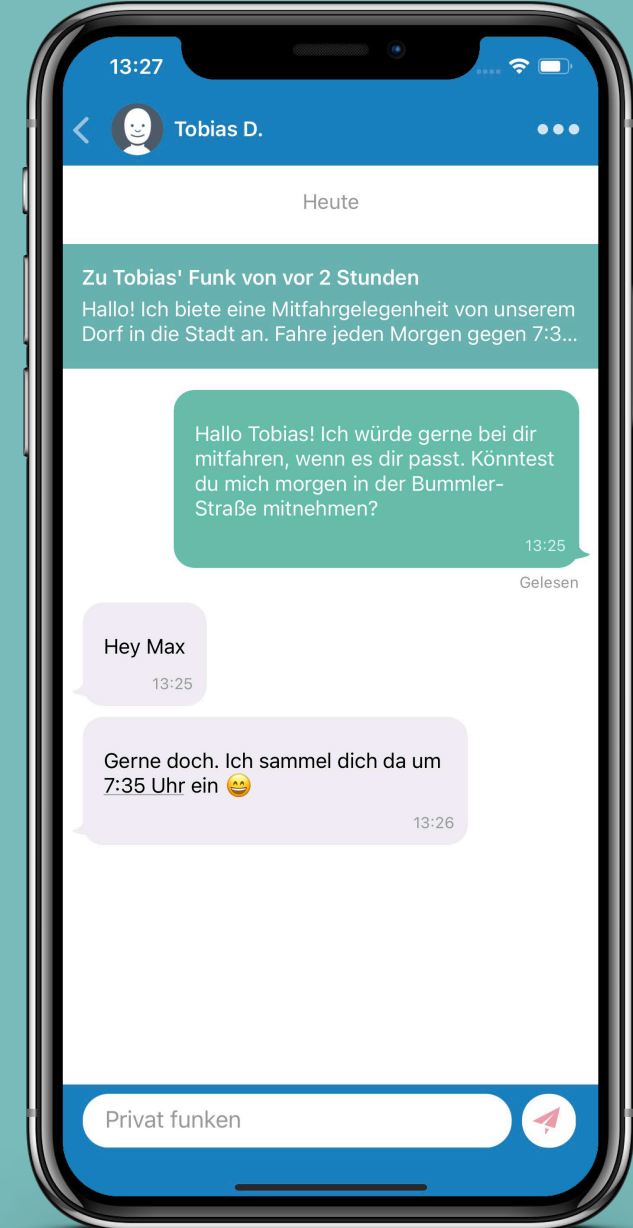 13:27
Tobias D.
Heute
Zu Tobias' Funk von vor 2 Stunden
Hallo! Ich biete eine Mitfahrgelegenheit von unserem
Dorf in die Stadt an. Fahre jeden Morgen gegen 7:3...
Hallo Tobias! Ich würde gerne bei dir
mitfahren, wenn es dir passt. Könntest
du mich morgen in der Bummler-
Straße mitnehmen?
13:25
Gelesen
Hey Max
13:25
Gerne doch. Ich sammel dich da um
7:35 Uhr ein 😄
13:26
Privat funken